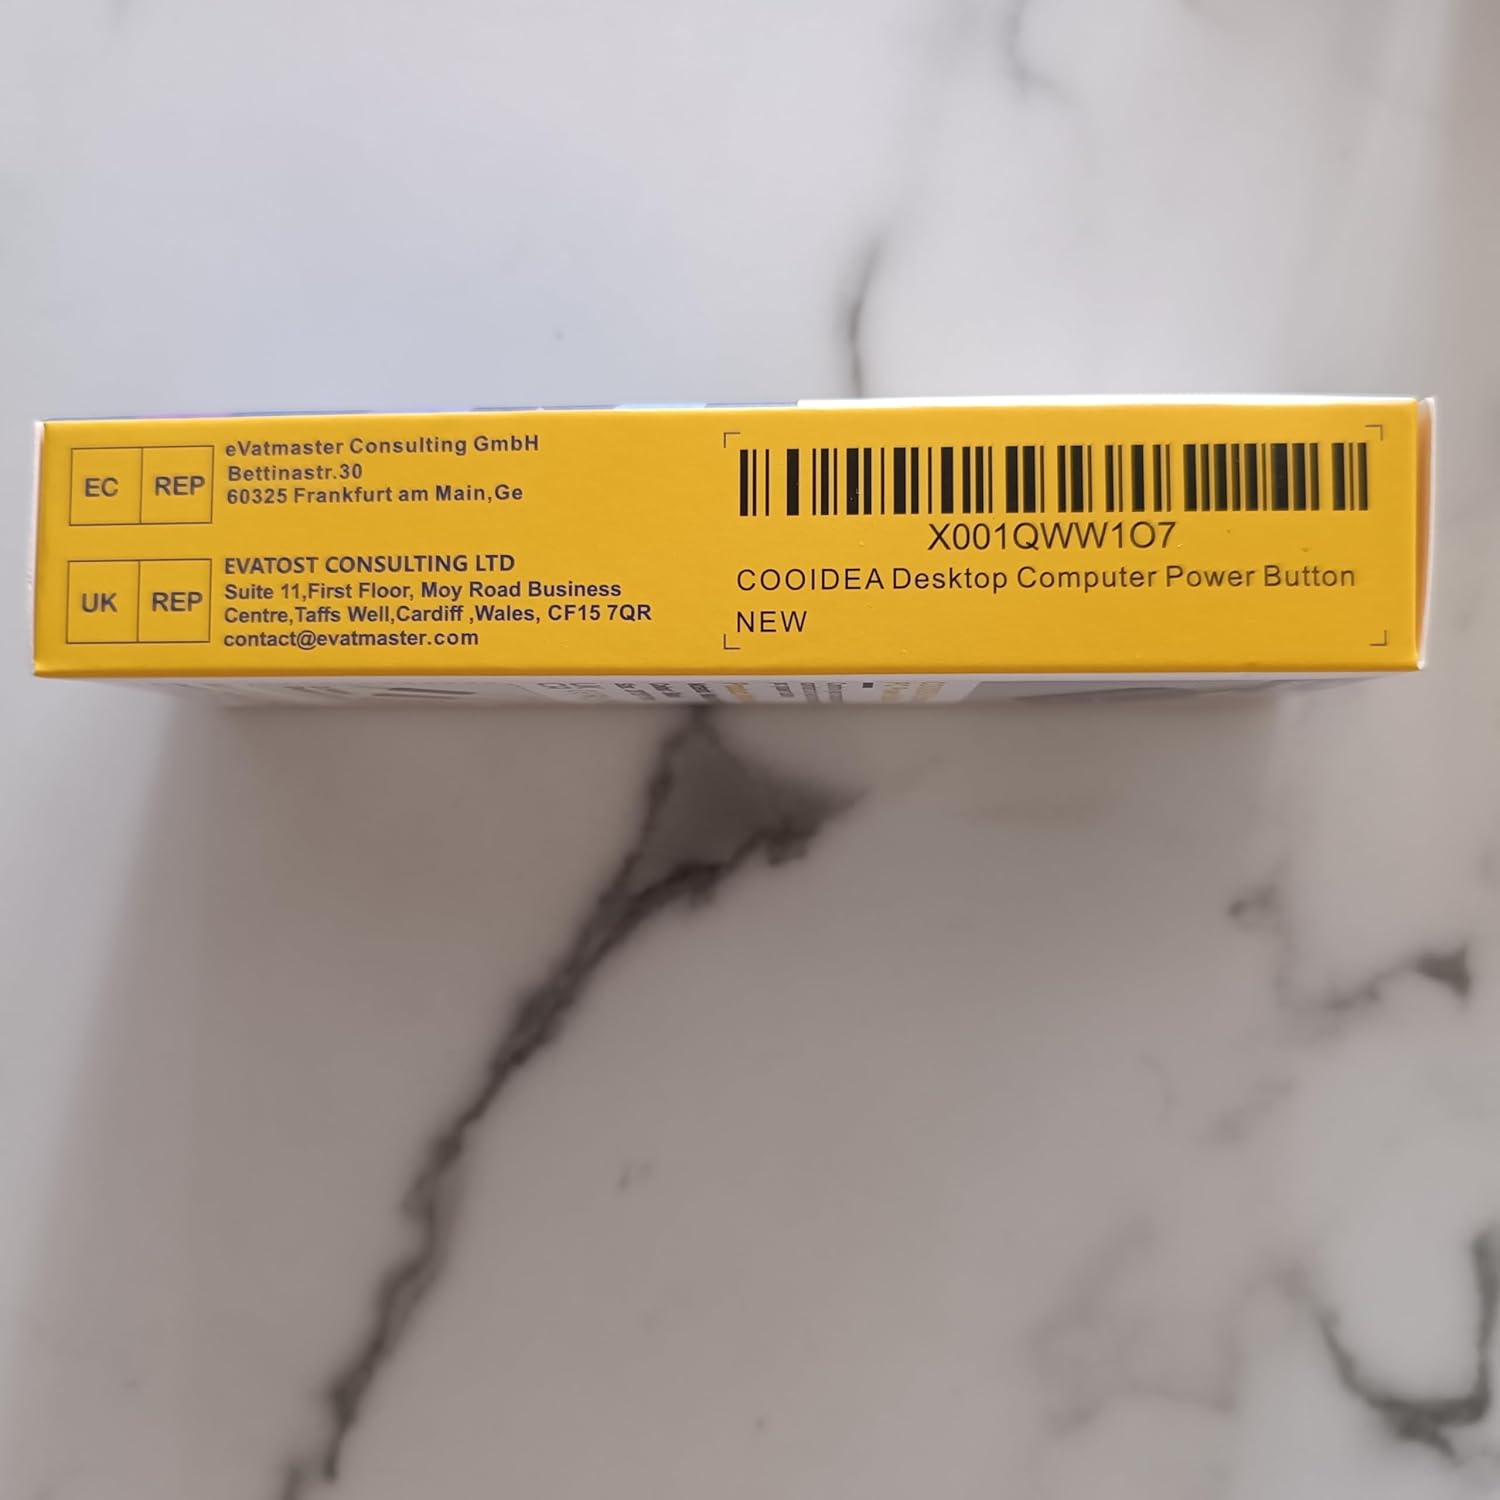 EC REP
eVatmaster Consulting GmbH
Bettinastr.30
60325 Frankfurt am Main,Ge
UK REP
EVATOST CONSULTING LTD
Suite 11,First Floor, Moy Road Business
Centre,Taffs Well,Cardiff ,Wales, CF15 7QR
contact@evatmaster.com
X001QWW1O7
COOIDEA Desktop Computer Power Button
NEW